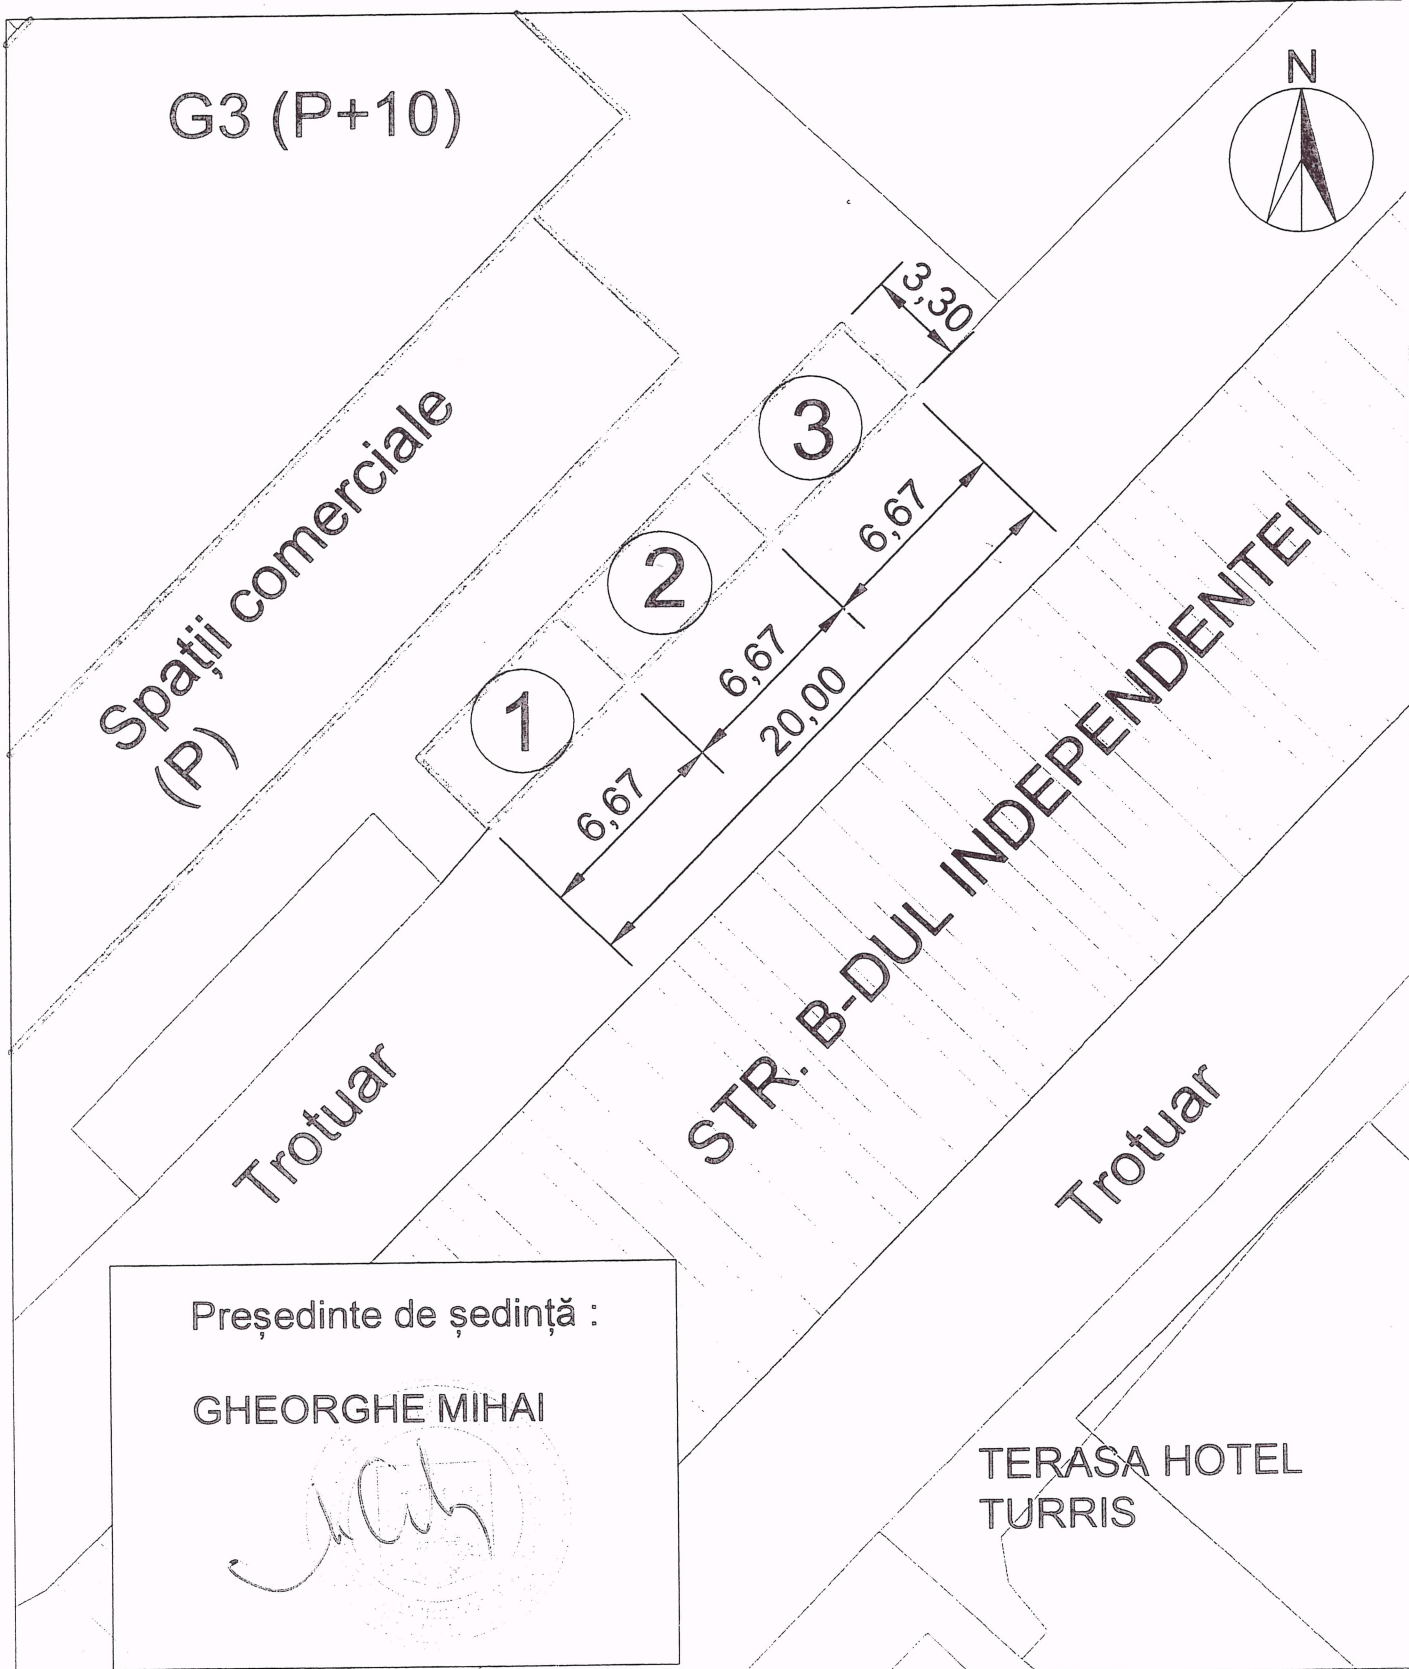 G3 (P+10)
N
3,30
Spații comerciale
(P)
3
2
1
6,67
6,67
6,67
20,00
STR. B-DUL INDEPENDENTEI
Trotuar
Trotuar
Președinte de ședință :
GHEORGHE MIHAI
TERASA HOTEL
TURRIS